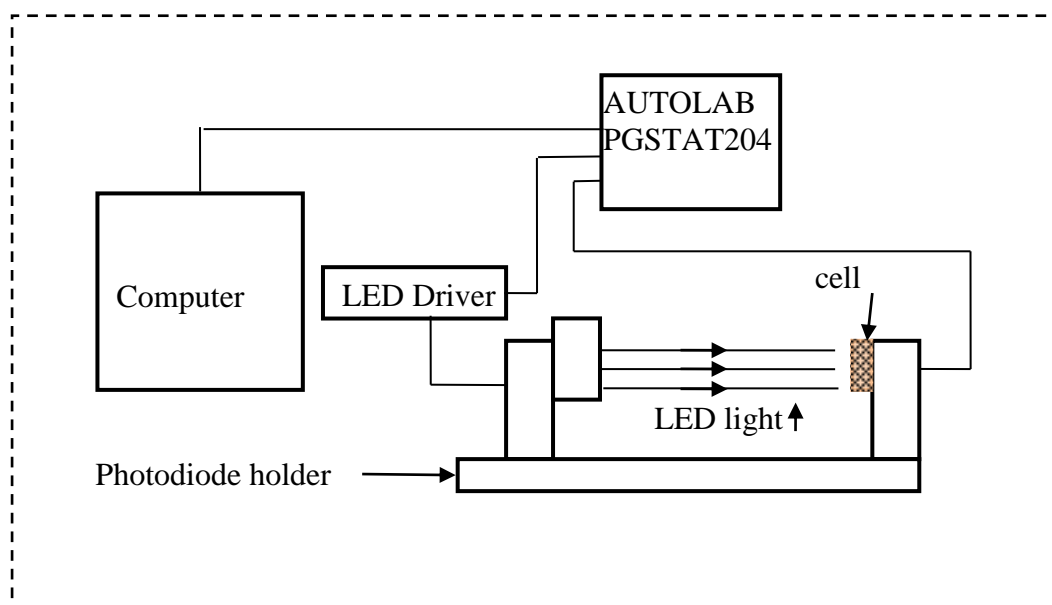 AUTOLAB
PGSTAT204
Computer
LED Driver
cell
LED light
Photodiode holder